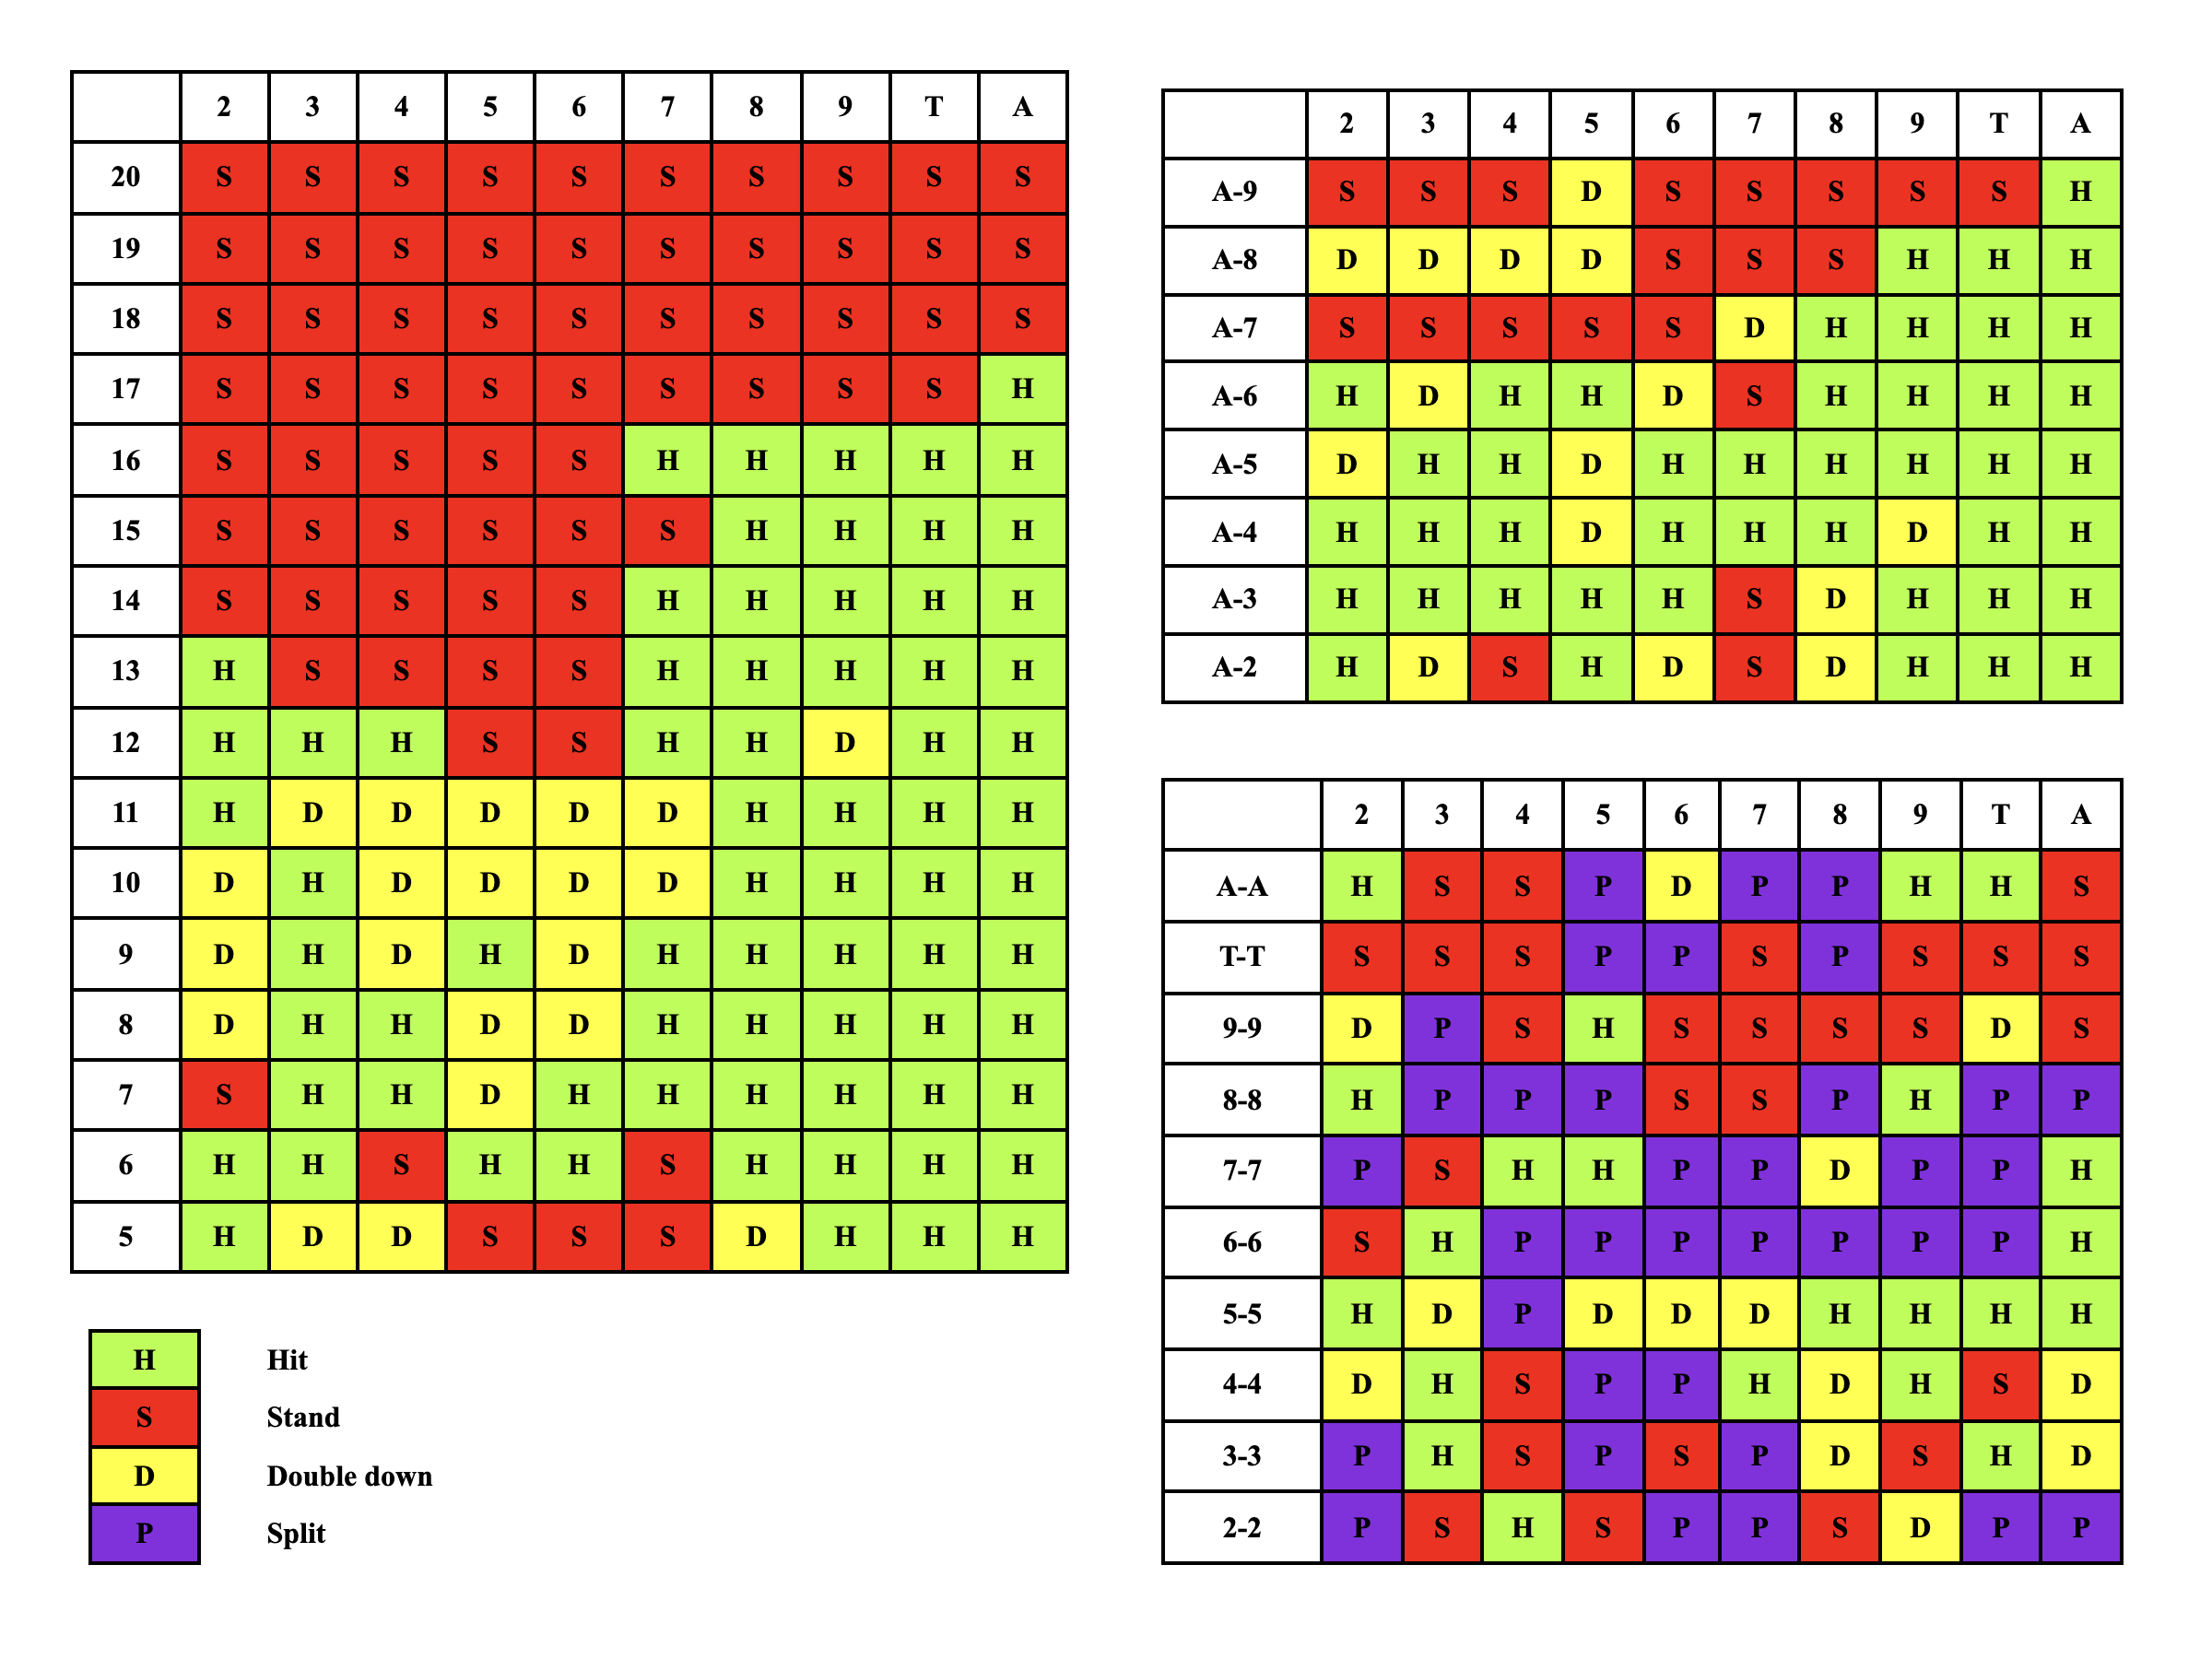 2 3 4 5 6 7 8 9 T A
20 S S S S S S S S S S
19 S S S S S S S S S S
18 S S S S S S S S S S
17 S S S S S S S S S H
16 S S S S S H H H H H
15 S S S S S S H H H H
14 S S S S S H H H H H
13 H S S S S H H H H H
12 H H H S S H H D H H
11 H D D D D D H H H H
10 D H D D D D H H H H
9 D H D H D H H H H H
8 D H H D D H H H H H
7 S H H D H H H H H H
6 H H S H H S H H H H
5 H D D S S S D H H H
H Hit
S Stand
D Double down
P Split
2 3 4 5 6 7 8 9 T A
A-9 S S S D S S S S S H
A-8 D D D D S S S H H H
A-7 S S S S S D H H H H
A-6 H D H H D S H H H H
A-5 D H H D H H H H H H
A-4 H H H D H H H D H H
A-3 H H H H H S D H H H
A-2 H D S H D S D H H H
2 3 4 5 6 7 8 9 T A
A-A H S S P D P P H H S
T-T S S S P P S P S S S
9-9 D P S H S S S S D S
8-8 H P P P S S P H P P
7-7 P S H H P P D P P H
6-6 S H P P P P P P P H
5-5 H D P D D D H H H H
4-4 D H S P P H D H S D
3-3 P H S P S P D S H D
2-2 P S H S P P S D P P